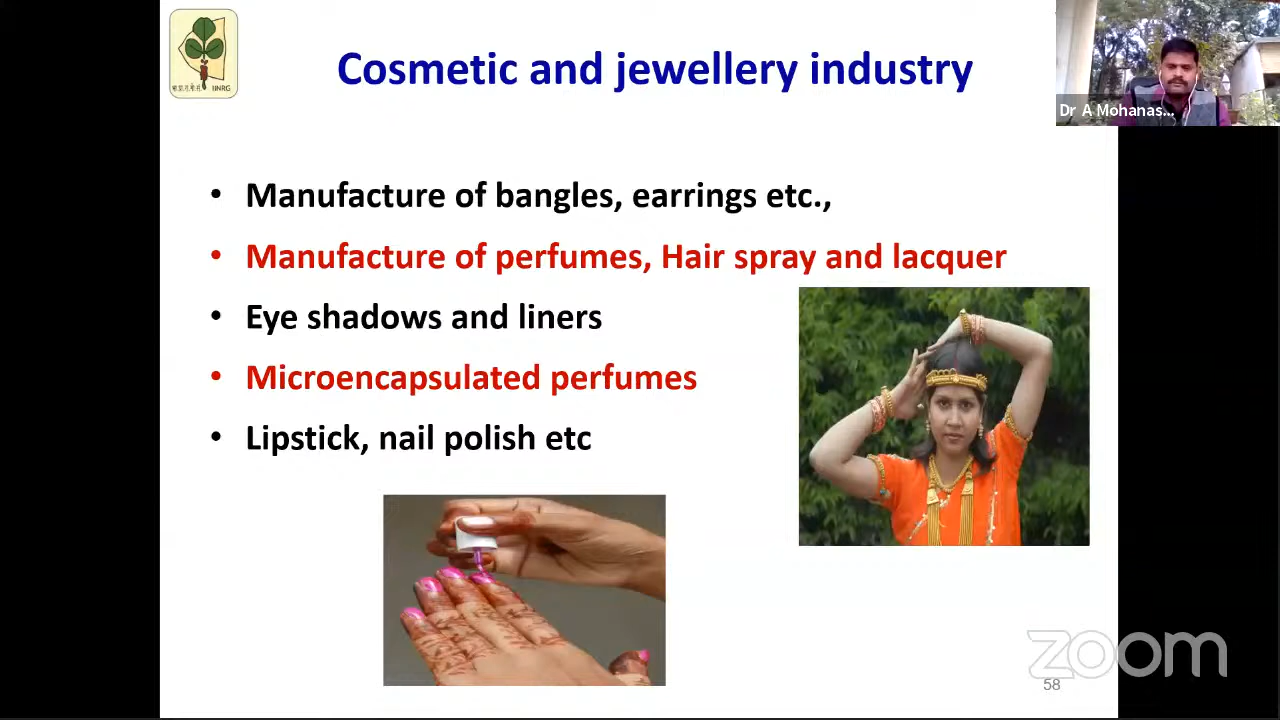 IINRG
Cosmetic and jewellery industry
Dr A Mohanas...
• Manufacture of bangles, earrings etc.,
• Manufacture of perfumes, Hair spray and lacquer
• Eye shadows and liners
• Microencapsulated perfumes
• Lipstick, nail polish etc
zoom
58